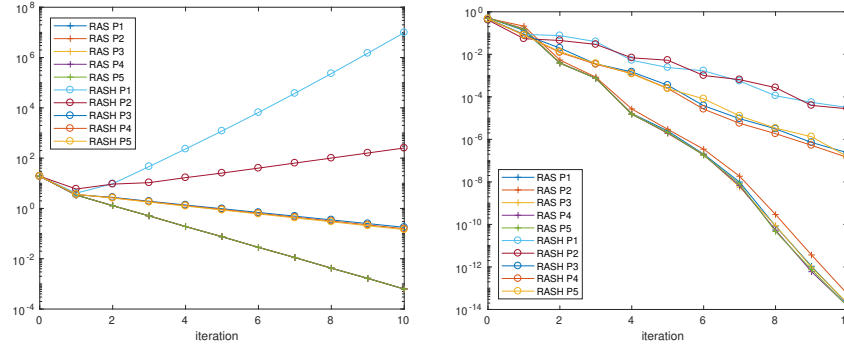 10^8
10^6
10^4
10^2
10^0
10^-2
10^-4
RAS P1
RAS P2
RAS P3
RAS P4
RAS P5
RASH P1
RASH P2
RASH P3
RASH P4
RASH P5
0 2 4 6 8 10
iteration
10^0
10^-2
10^-4
10^-6
10^-8
10^-10
10^-12
10^-14
RAS P1
RAS P2
RAS P3
RAS P4
RAS P5
RASH P1
RASH P2
RASH P3
RASH P4
RASH P5
0 2 4 6 8
iteration